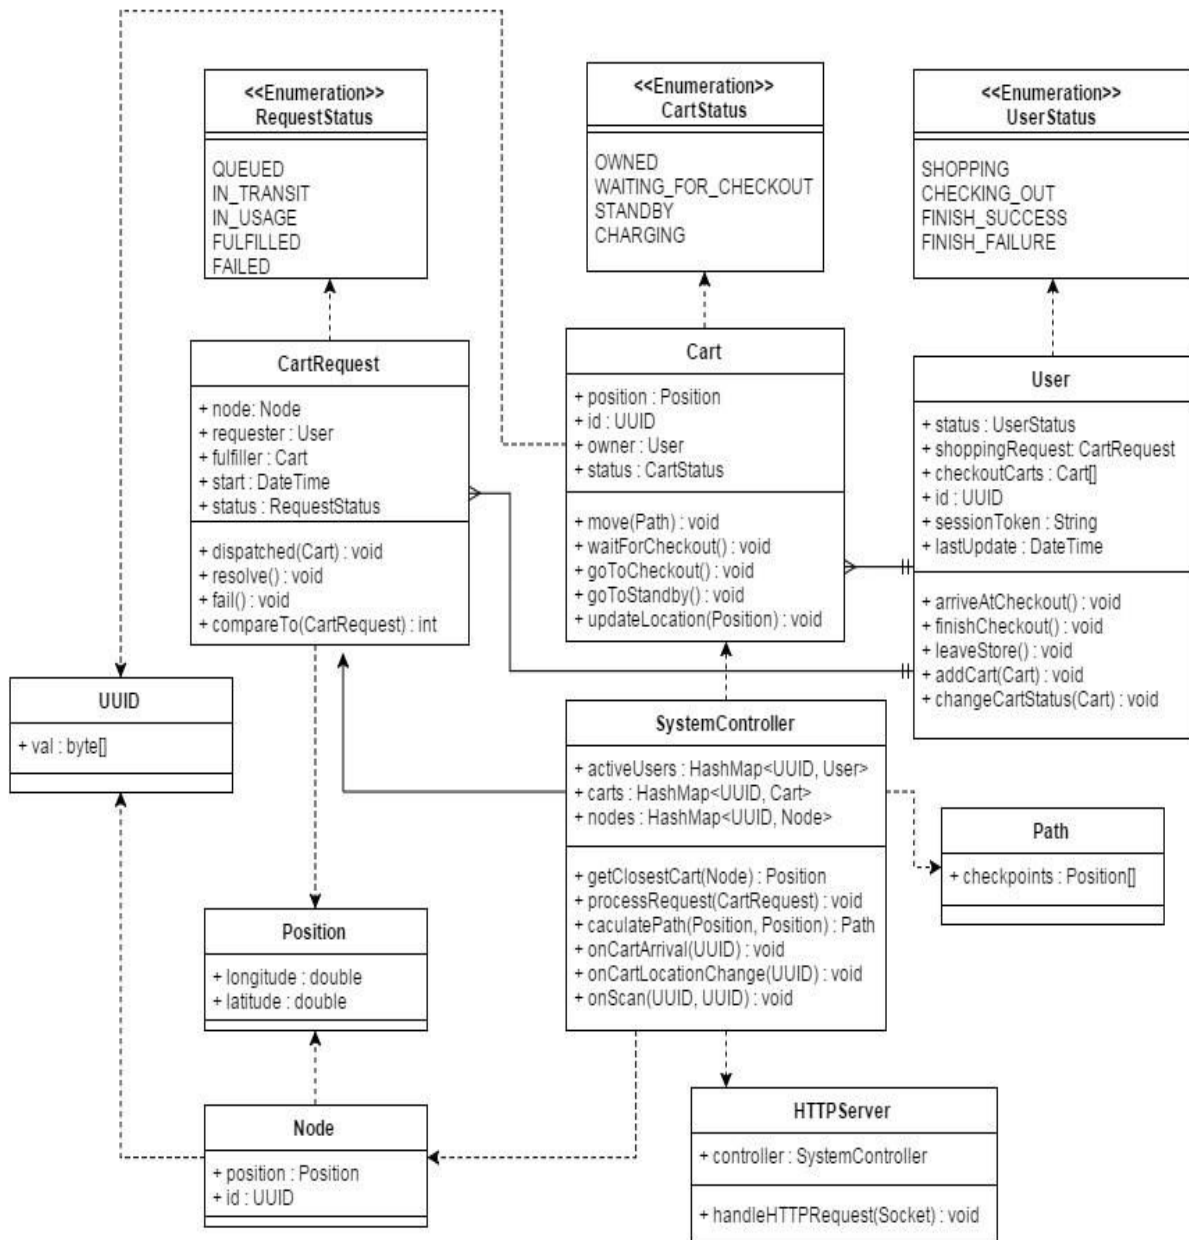 <<Enumeration>>
RequestStatus
QUEUED
IN_TRANSIT
IN_USAGE
FULFILLED
FAILED
<<Enumeration>>
CartStatus
OWNED
WAITING_FOR_CHECKOUT
STANDBY
CHARGING
<<Enumeration>>
UserStatus
SHOPPING
CHECKING_OUT
FINISH_SUCCESS
FINISH_FAILURE
CartRequest
+ node: Node
+ requester : User
+ fulfiller : Cart
+ start : DateTime
+ status : RequestStatus
+ dispatched(Cart) : void
+ resolve() : void
+ fail() : void
+ compareTo(CartRequest) : int
Cart
+ position : Position
+ id : UUID
+ owner : User
+ status : CartStatus
+ move(Path) : void
+ waitForCheckout() : void
+ goToCheckout() : void
+ goToStandby() : void
+ updateLocation(Position) : void
User
+ status : UserStatus
+ shoppingRequest: CartRequest
+ checkoutCarts : Cart[]
+ id : UUID
+ sessionToken : String
+ lastUpdate : DateTime
+ arriveAtCheckout() : void
+ finishCheckout() : void
+ leaveStore() : void
+ addCart(Cart) : void
+ changeCartStatus(Cart) : void
UUID
+ val : byte[]
SystemController
+ activeUsers : HashMap<UUID, User>
+ carts : HashMap<UUID, Cart>
+ nodes : HashMap<UUID, Node>
+ getClosestCart(Node) : Position
+ processRequest(CartRequest) : void
+ caculatePath(Position, Position) : Path
+ onCartArrival(UUID) : void
+ onCartLocationChange(UUID) : void
+ onScan(UUID, UUID) : void
Path
+ checkpoints : Position[]
Position
+ longitude : double
+ latitude : double
Node
+ position : Position
+ id : UUID
HTTPServer
+ controller : SystemController
+ handleHTTPRequest(Socket) : void